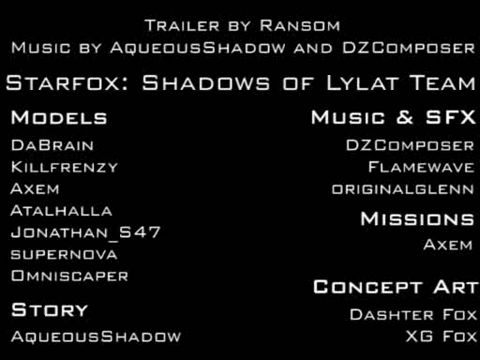 Trailer by Ransom
Music by AqueousShadow and DZComposer
Starfox: Shadows of Lylat Team
Models
DaBrain
Killfrenzy
Axem
Atalhalla
Jonathan_S47
supernova
Omniscaper
Story
AqueousShadow
Music & SFX
DZComposer
Flamewave
originalglenn
Missions
Axem
Concept Art
Dashter Fox
XG Fox